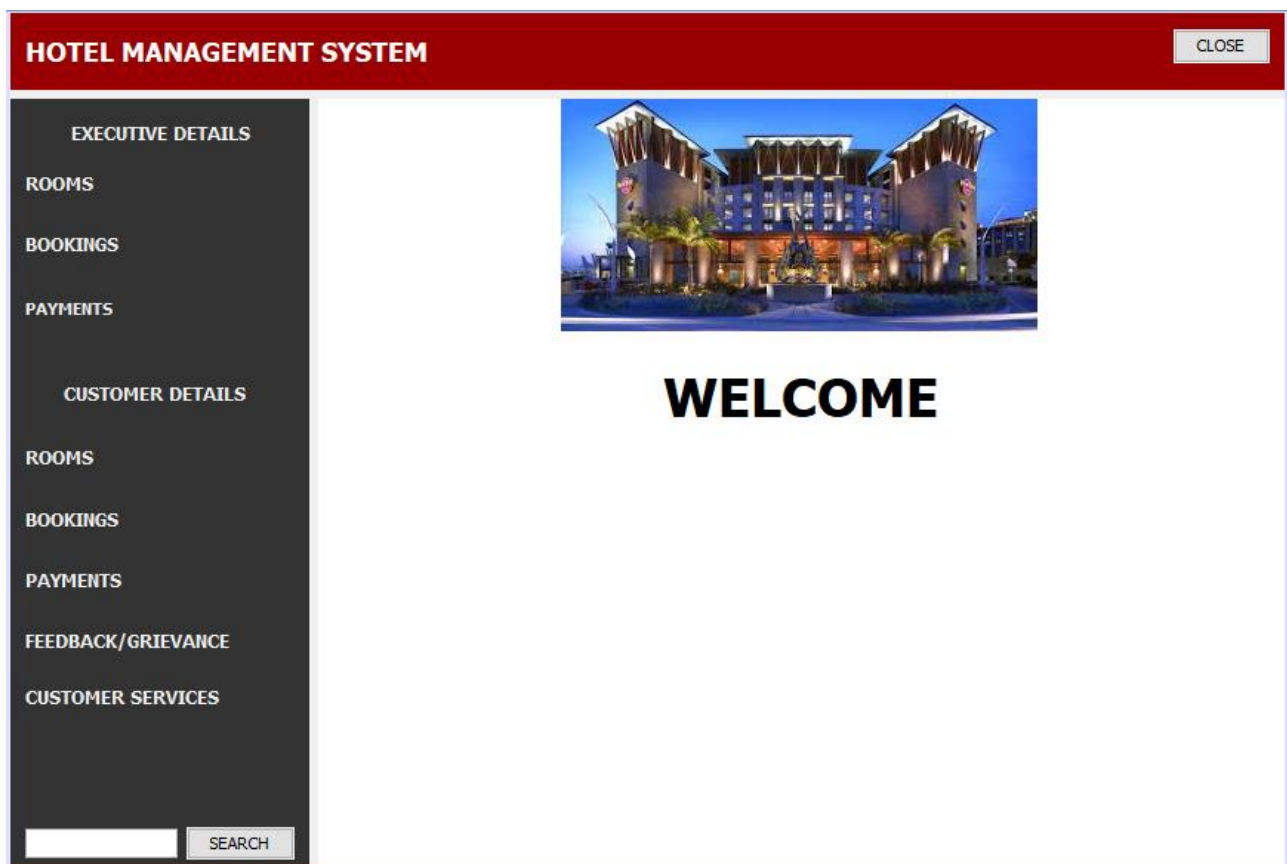 HOTEL MANAGEMENT SYSTEM
CLOSE
EXECUTIVE DETAILS
ROOMS
BOOKINGS
PAYMENTS
CUSTOMER DETAILS
ROOMS
BOOKINGS
PAYMENTS
FEEDBACK/GRIEVANCE
CUSTOMER SERVICES
SEARCH
WELCOME